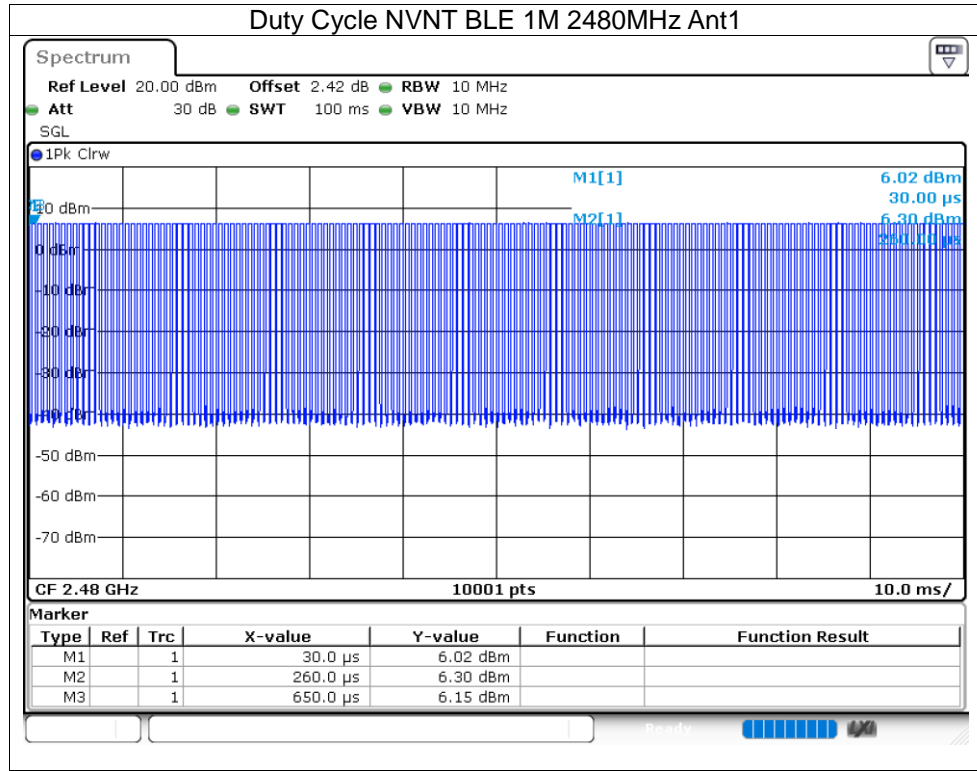 Duty Cycle NVNT BLE 1M 2480MHz Ant1
Spectrum
Ref Level 20.00 dBm Offset 2.42 dB RBW 10 MHz
Att 30 dB SWT 100 ms VBW 10 MHz
SGL
1Pk Clrw
M1[1] 6.02 dBm
30.00 µs
10 dBm
M2[1] 6.30 dBm
260.00 µs
0 dBm
-10 dBm
-20 dBm
-30 dBm
-40 dBm
-50 dBm
-60 dBm
-70 dBm
CF 2.48 GHz 10001 pts 10.0 ms/
Marker
Type Ref Trc X-value Y-value Function Function Result
M1 1 30.0 µs 6.02 dBm
M2 1 260.0 µs 6.30 dBm
M3 1 650.0 µs 6.15 dBm
Ready LXI